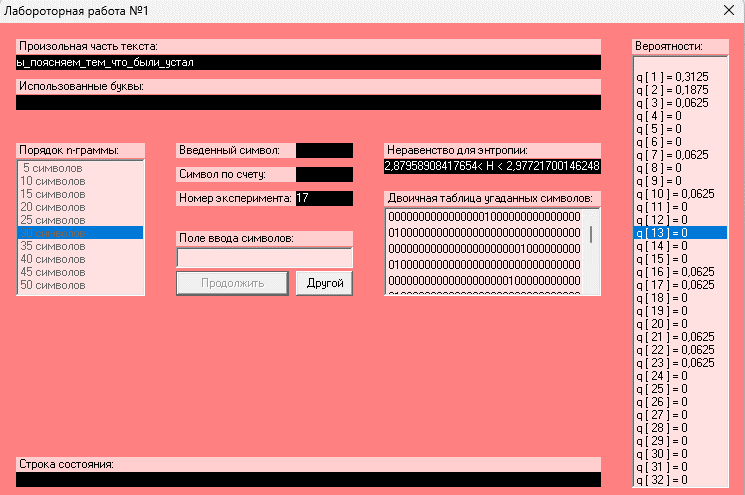 Лабороторная работа №1
Произольная часть текста:
ы_поясняем_тем_что_были_устал
Использованные буквы:
Порядок n-граммы:
5 символов
10 символов
15 символов
20 символов
25 символов
30 символов
35 символов
40 символов
45 символов
50 символов
Введенный символ:
Символ по счету:
Номер эксперимента: 17
Поле ввода символов:
Продолжить
Другой
Неравенство для энтропии:
2,87958908417654< H < 2,97721700146248
Двоичная таблица угаданных символов:
00000000000000001000000000000000
01000000000000000000000000000000
00000000000000000000001000000000
01000000000000000000000000000000
00000000000000000000100000000000
Строка состояния:
Вероятности:
q [ 1 ] = 0,3125
q [ 2 ] = 0,1875
q [ 3 ] = 0,0625
q [ 4 ] = 0
q [ 5 ] = 0
q [ 6 ] = 0
q [ 7 ] = 0,0625
q [ 8 ] = 0
q [ 9 ] = 0
q [ 10 ] = 0,0625
q [ 11 ] = 0
q [ 12 ] = 0
q [ 13 ] = 0
q [ 14 ] = 0
q [ 15 ] = 0
q [ 16 ] = 0,0625
q [ 17 ] = 0,0625
q [ 18 ] = 0
q [ 19 ] = 0
q [ 20 ] = 0
q [ 21 ] = 0,0625
q [ 22 ] = 0,0625
q [ 23 ] = 0,0625
q [ 24 ] = 0
q [ 25 ] = 0
q [ 26 ] = 0
q [ 27 ] = 0
q [ 28 ] = 0
q [ 29 ] = 0
q [ 30 ] = 0
q [ 31 ] = 0
q [ 32 ] = 0